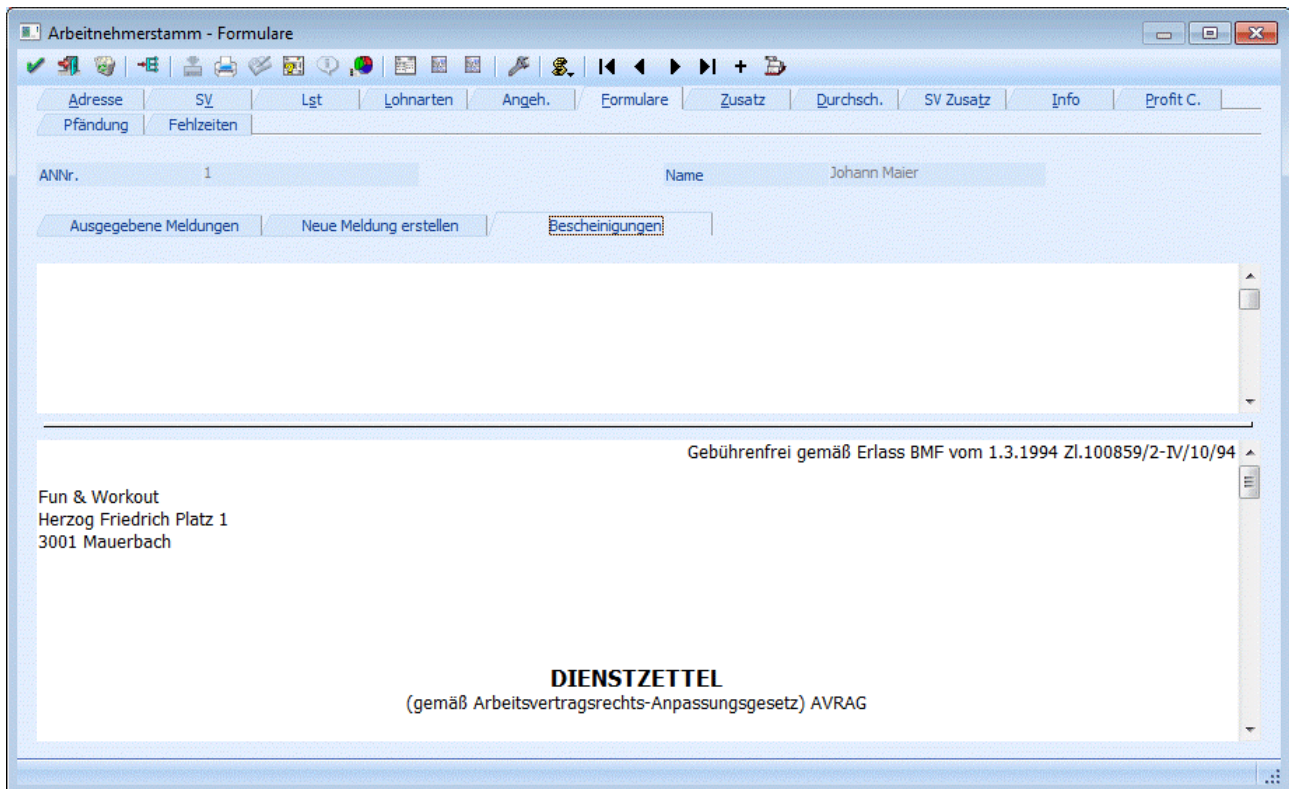 Arbeitnehmerstamm - Formulare
Adresse SV Lst Lohnarten Angeh. Formulare Zusatz Durchsch. SV Zusatz Info Profit C.
Pfändung Fehlzeiten
ANNr. 1 Name Johann Maier
Ausgegebene Meldungen Neue Meldung erstellen Bescheinigungen
Gebührenfrei gemäß Erlass BMF vom 1.3.1994 Zl.100859/2-IV/10/94
Fun & Workout
Herzog Friedrich Platz 1
3001 Mauerbach
DIENSTZETTEL
(gemäß Arbeitsvertragsrechts-Anpassungsgesetz) AVRAG